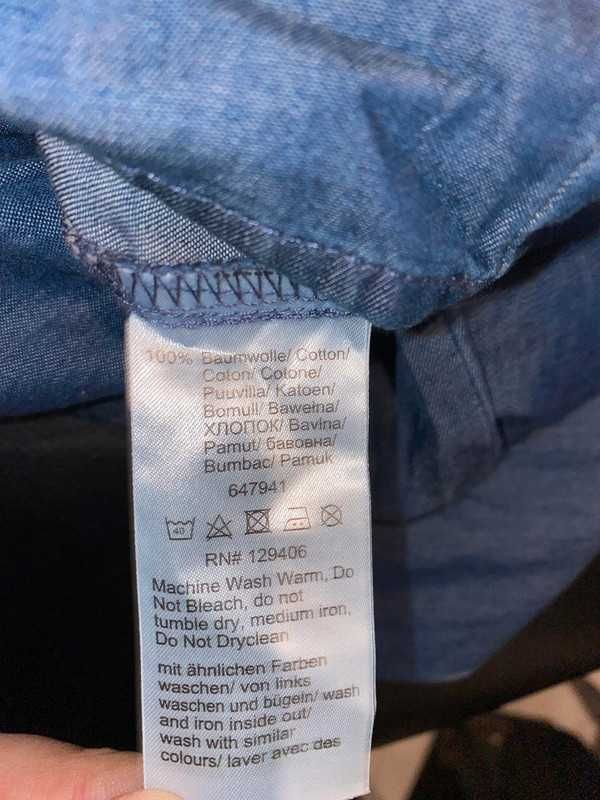 100% Baumwolle/ Cotton/
Coton/ Cotone/
Puuvilla/ Katoen/
Bomull/ Bawełna/
ХЛОПОК/ Bavlna/
Pamut/ бавовна/
Bumbac/ Pamuk
647941
40
RN# 129406
Machine Wash Warm, Do
Not Bleach, do not
tumble dry, medium iron,
Do Not Dryclean
mit ähnlichen Farben
waschen/ von links
waschen und bügeln/ wash
and iron inside out/
wash with similar
colours/ laver avec des